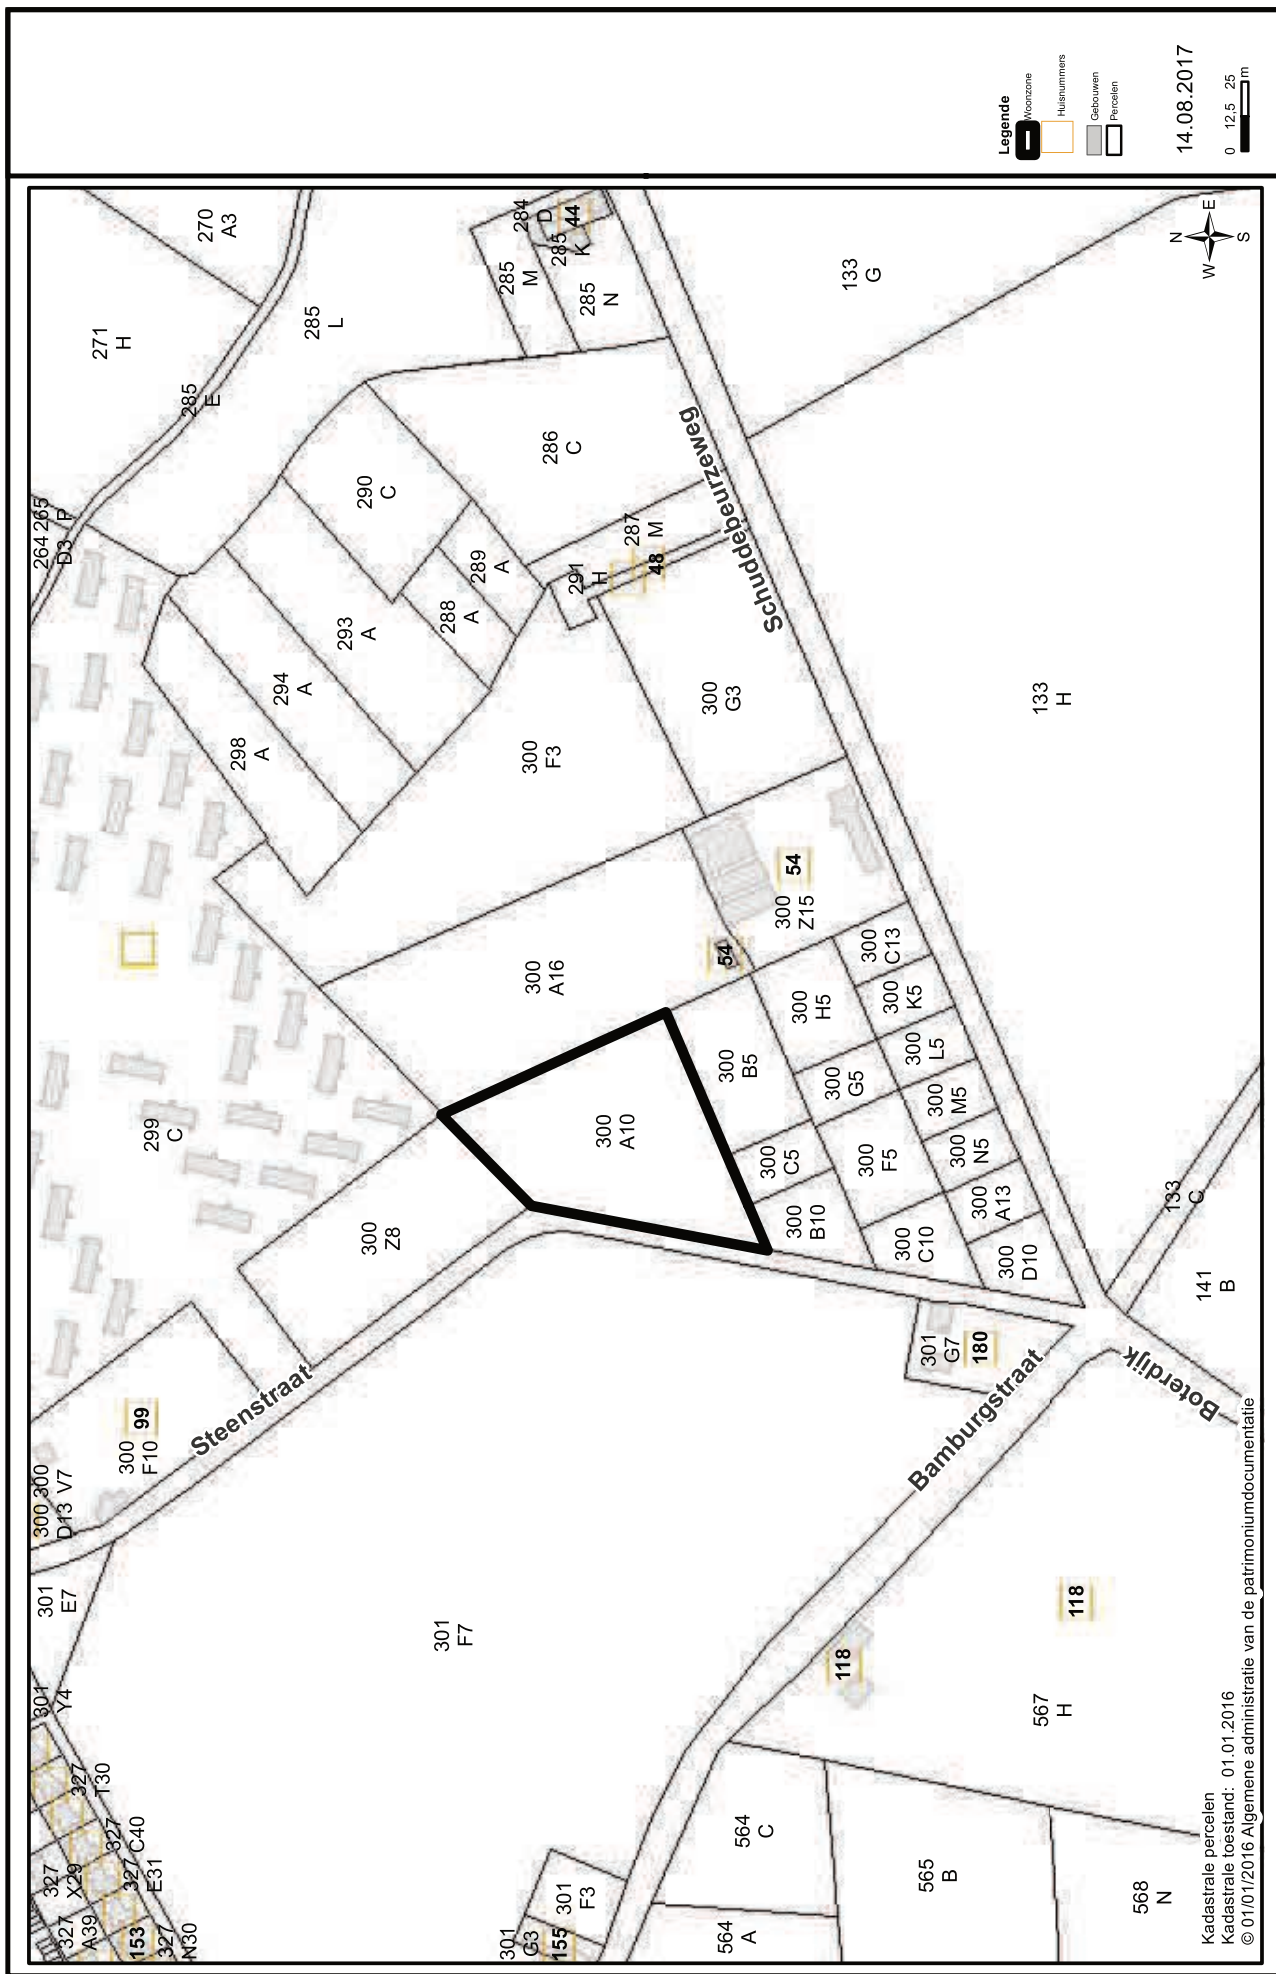 Legende
Woonzone
Huisnummers
Gebouwen
Percelen
14.08.2017
0 12,5 25
m
N
W E
S
301
Y4
301
E7
300 300
D13 V7
300
F10
99
299
C
264 265
D3 P
271
H
270
A3
285
E
285
L
327
X29
327
A39
153
327
N30
327
E31
327
C40
327
T30
Steenstraat
300
Z8
298
A
294
A
293
A
290
C
288
A
289
A
285
M
284
D
44
285
K
285
N
286
C
291
H
287
M
48
Schuddebeurzeweg
301
F7
300
A10
300
A16
300
F3
300
G3
133
G
54
54
300
Z15
300
B5
300
C5
300
B10
300
H5
300
G5
300
F5
300
C10
300
C13
300
K5
300
L5
300
M5
300
N5
300
A13
300
D10
133
H
301
G3
155
301
F3
564
A
564
C
565
B
568
N
567
H
118
118
Bamburgstraat
301
G7
180
Boterdijk
141
B
133
C
Kadastrale percelen
Kadastrale toestand: 01.01.2016
© 01/01/2016 Algemene administratie van de patrimoniumdocumentatie